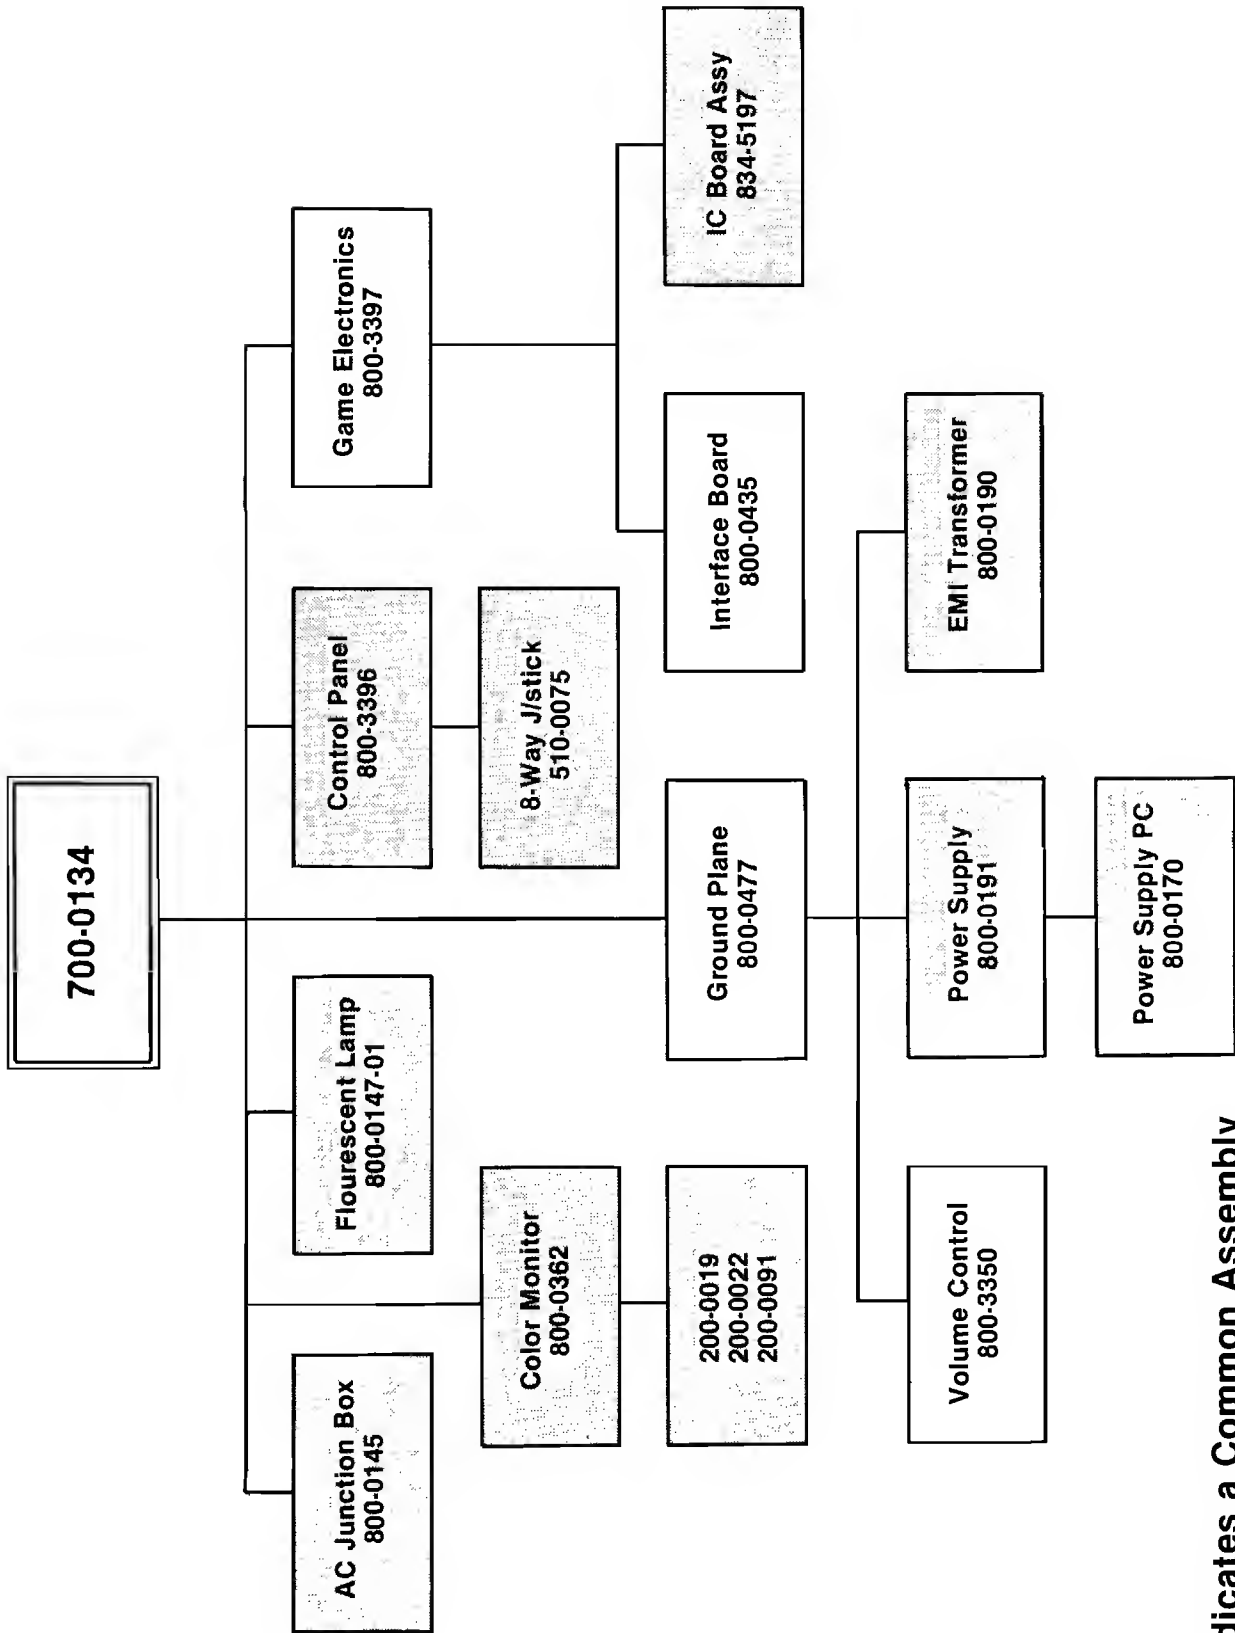 700-0134
AC Junction Box
800-0145
Flourescent Lamp
800-0147-01
Control Panel
800-3396
Game Electronics
800-3397
Color Monitor
800-0362
8-Way J/stick
510-0075
200-0019
200-0022
200-0091
Ground Plane
800-0477
Interface Board
800-0435
IC Board Assy
834-5197
Volume Control
800-3350
Power Supply
800-0191
EMI Transformer
800-0190
Power Supply PC
800-0170
dicates a Common Assembly